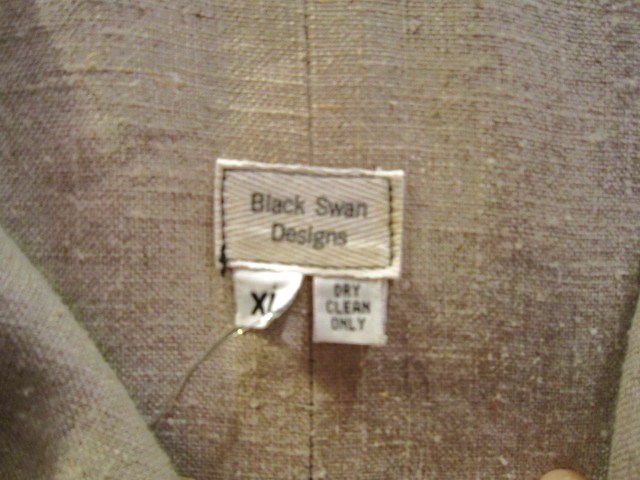 Black Swan
Designs
XL
DRY
CLEAN
ONLY